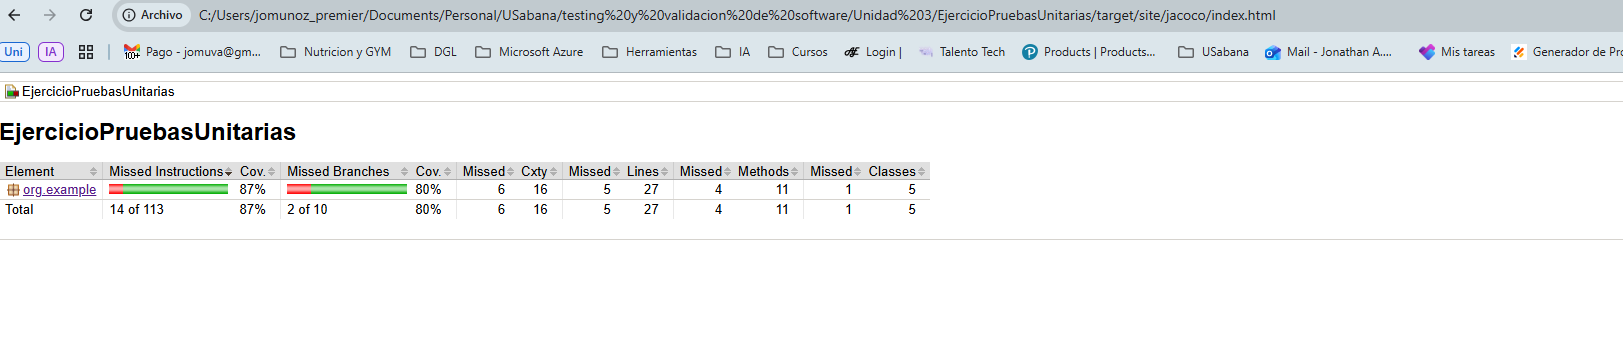 Archivo C:/Users/jomunoz_premier/Documents/Personal/USabana/testing%20y%20validacion%20de%20software/Unidad%203/EjercicioPruebasUnitarias/target/site/jacoco/index.html
Uni IA 100+ Pago - jomuva@gm... Nutricion y GYM DGL Microsoft Azure Herramientas IA Cursos Login | Talento Tech Products | Products... USabana Mail - Jonathan A.... Mis tareas Generador de Pro
EjercicioPruebasUnitarias
EjercicioPruebasUnitarias
Element Missed Instructions Cov. Missed Branches Cov. Missed Cxty Missed Lines Missed Methods Missed Classes
org.example 87% 80% 6 16 5 27 4 11 1 5
Total 14 of 113 87% 2 of 10 80% 6 16 5 27 4 11 1 5